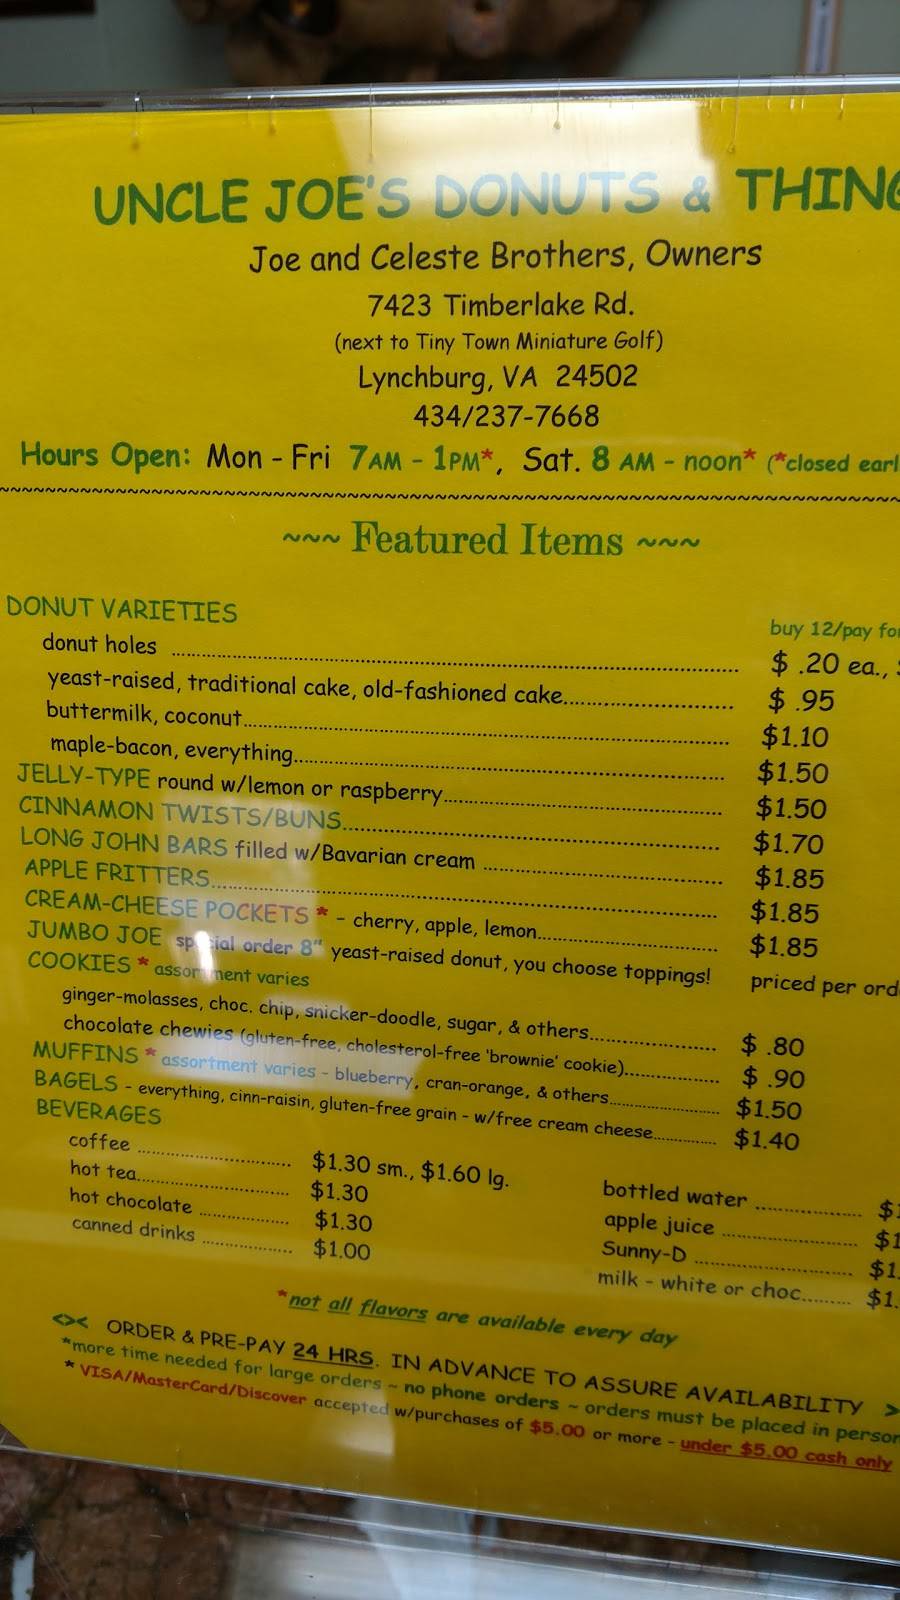 UNCLE JOE'S DONUTS & THING
Joe and Celeste Brothers, Owners
7423 Timberlake Rd.
(next to Tiny Town Miniature Golf)
Lynchburg, VA 24502
434/237-7668
Hours Open: Mon - Fri 7AM - 1PM*, Sat. 8 AM - noon* (*closed earl
~~~ Featured Items ~~~
DONUT VARIETIES buy 12/pay for
donut holes $ .20 ea.,
yeast-raised, traditional cake, old-fashioned cake $ .95
buttermilk, coconut $1.10
maple-bacon, everything $1.50
JELLY-TYPE round w/lemon or raspberry $1.50
CINNAMON TWISTS/BUNS $1.70
LONG JOHN BARS filled w/Bavarian cream $1.85
APPLE FRITTERS $1.85
CREAM-CHEESE POCKETS * - cherry, apple, lemon $1.85
JUMBO JOE special order 8" yeast-raised donut, you choose toppings! priced per ord
COOKIES * assortment varies
ginger-molasses, choc. chip, snicker-doodle, sugar, & others $ .80
chocolate chewies (gluten-free, cholesterol-free 'brownie' cookie) $ .90
MUFFINS * assortment varies - blueberry, cran-orange, & others $1.50
BAGELS - everything, cinn-raisin, gluten-free grain - w/free cream cheese $1.40
BEVERAGES
coffee $1.30 sm., $1.60 lg.
hot tea $1.30
hot chocolate $1.30
canned drinks $1.00
bottled water $
apple juice $1
Sunny-D $1.
milk - white or choc. $1.
*not all flavors are available every day
<>< ORDER & PRE-PAY 24 HRS. IN ADVANCE TO ASSURE AVAILABILITY >
*more time needed for large orders ~ no phone orders ~ orders must be placed in person
* VISA/MasterCard/Discover accepted w/purchases of $5.00 or more - under $5.00 cash only